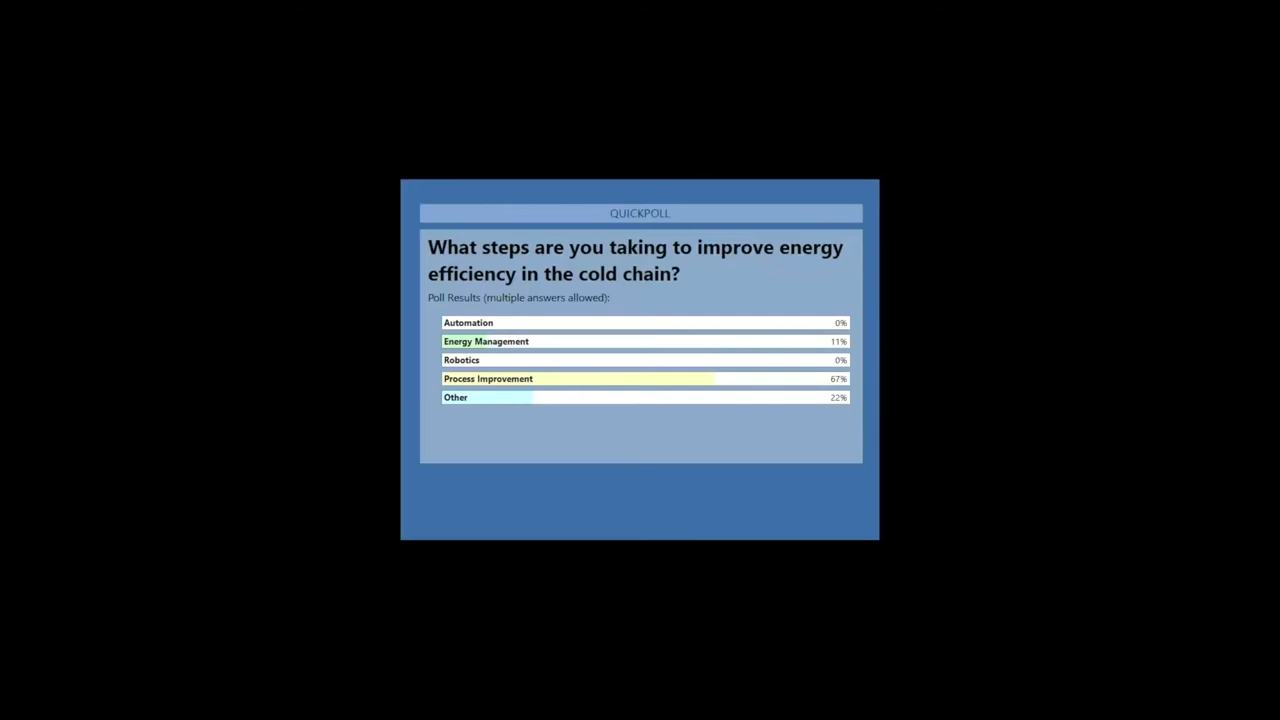 QUICKPOLL
What steps are you taking to improve energy
efficiency in the cold chain?
Poll Results (multiple answers allowed):
Automation 0%
Energy Management 11%
Robotics 0%
Process Improvement 67%
Other 22%